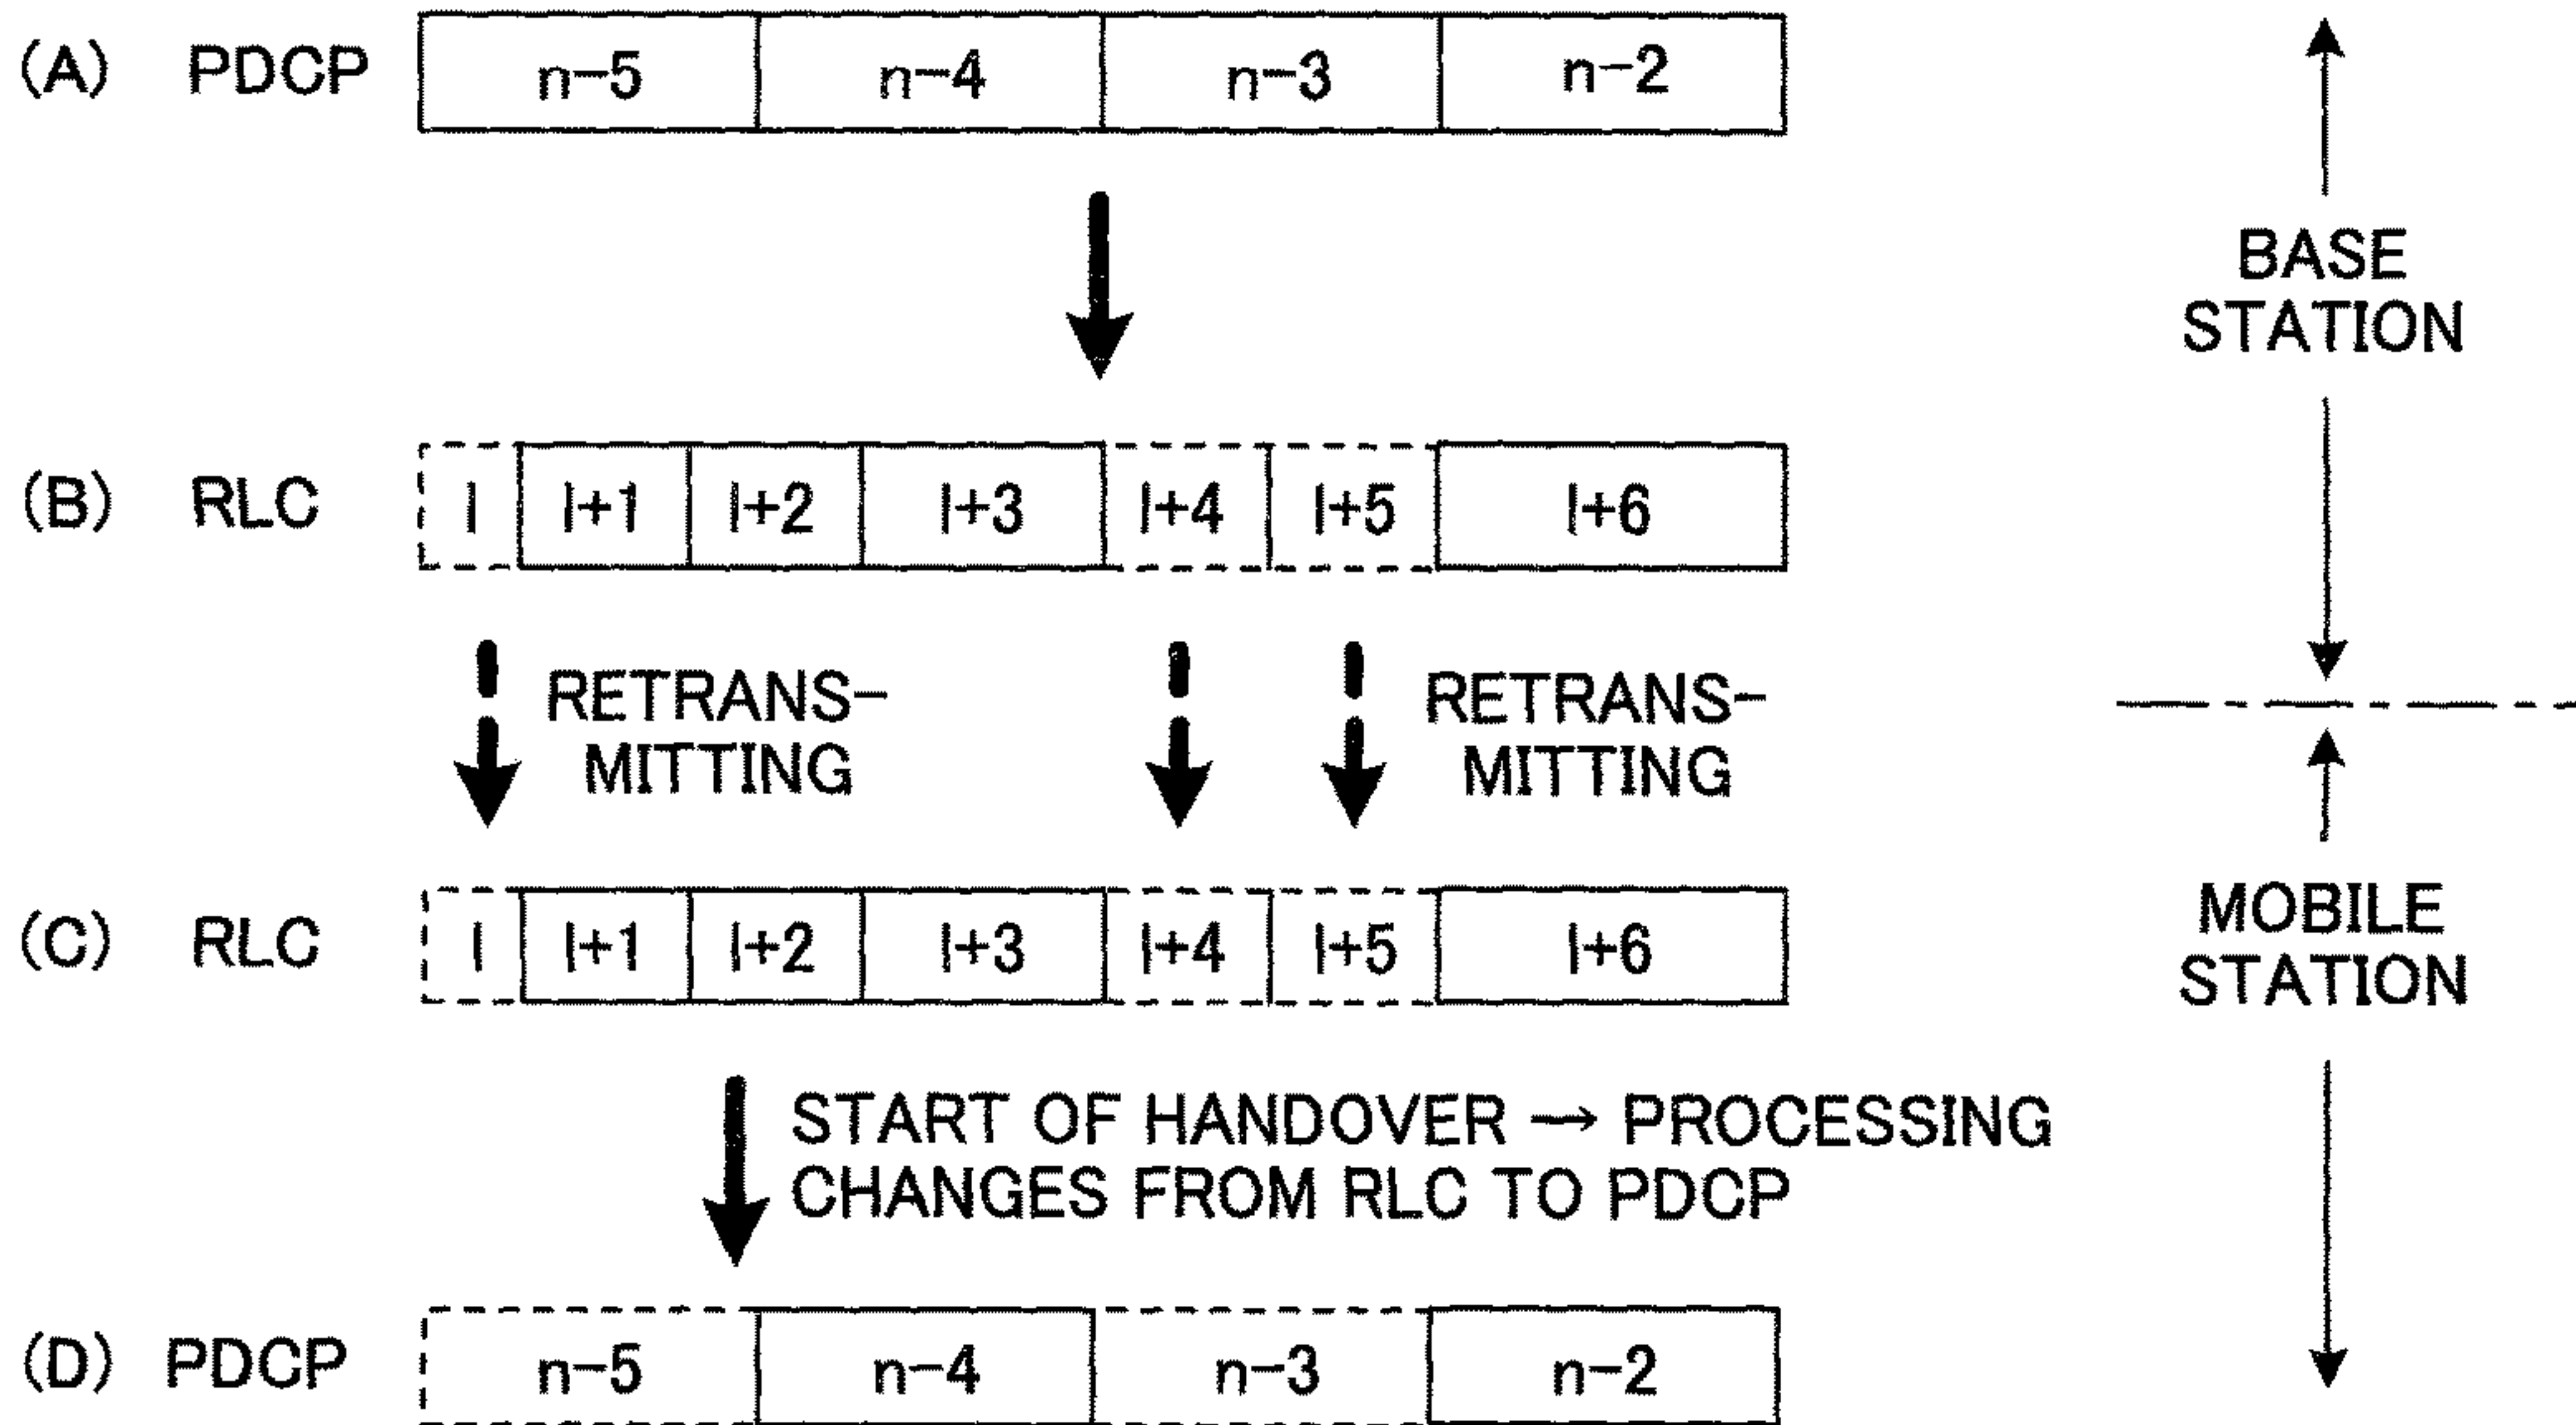 (A) PDCP n-5 n-4 n-3 n-2
BASE
STATION
(B) RLC l l+1 l+2 l+3 l+4 l+5 l+6
RETRANS-
MITTING
RETRANS-
MITTING
(C) RLC l l+1 l+2 l+3 l+4 l+5 l+6
MOBILE
STATION
START OF HANDOVER → PROCESSING
CHANGES FROM RLC TO PDCP
(D) PDCP n-5 n-4 n-3 n-2